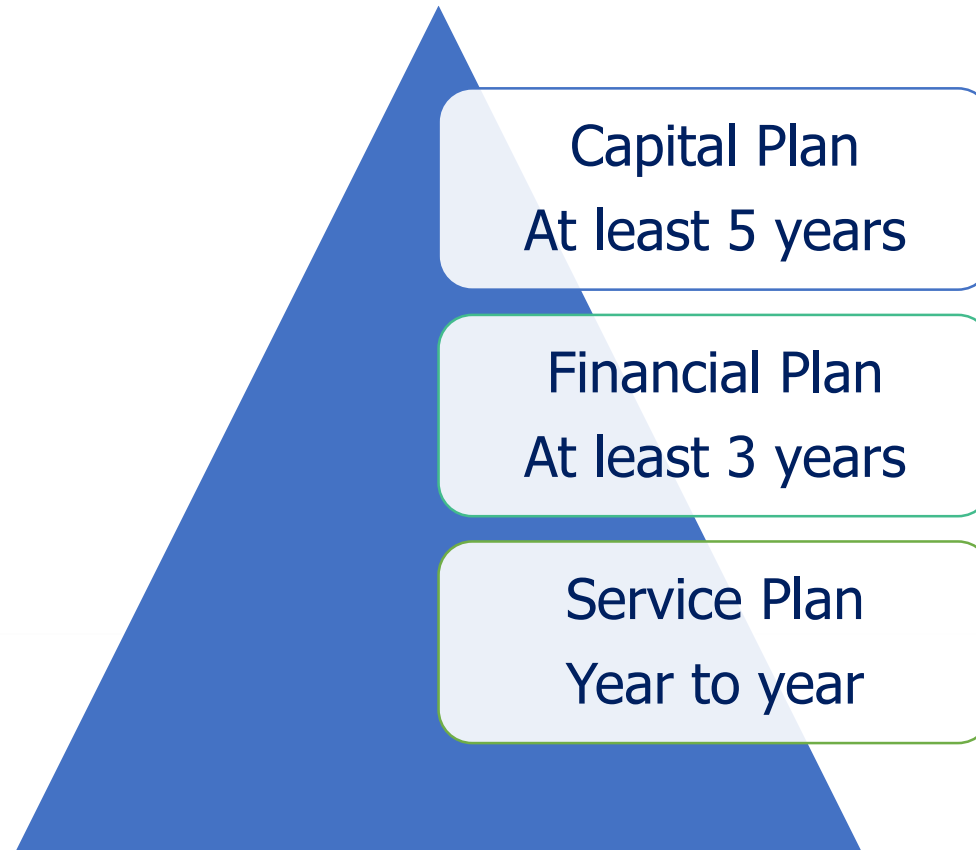 Capital Plan
At least 5 years
Financial Plan
At least 3 years
Service Plan
Year to year